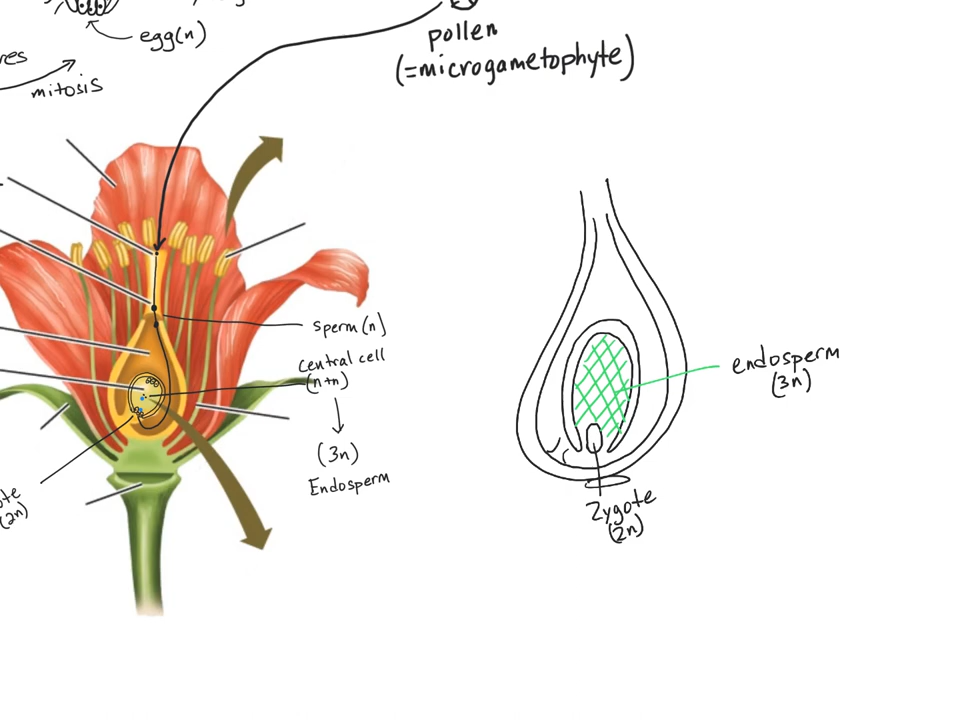 egg(n)
mitosis
pollen
(=microgametophyte)
sperm (n)
central cell
(n+n)
(3n)
Endosperm
(2n)
endosperm
(3n)
Zygote
(2n)